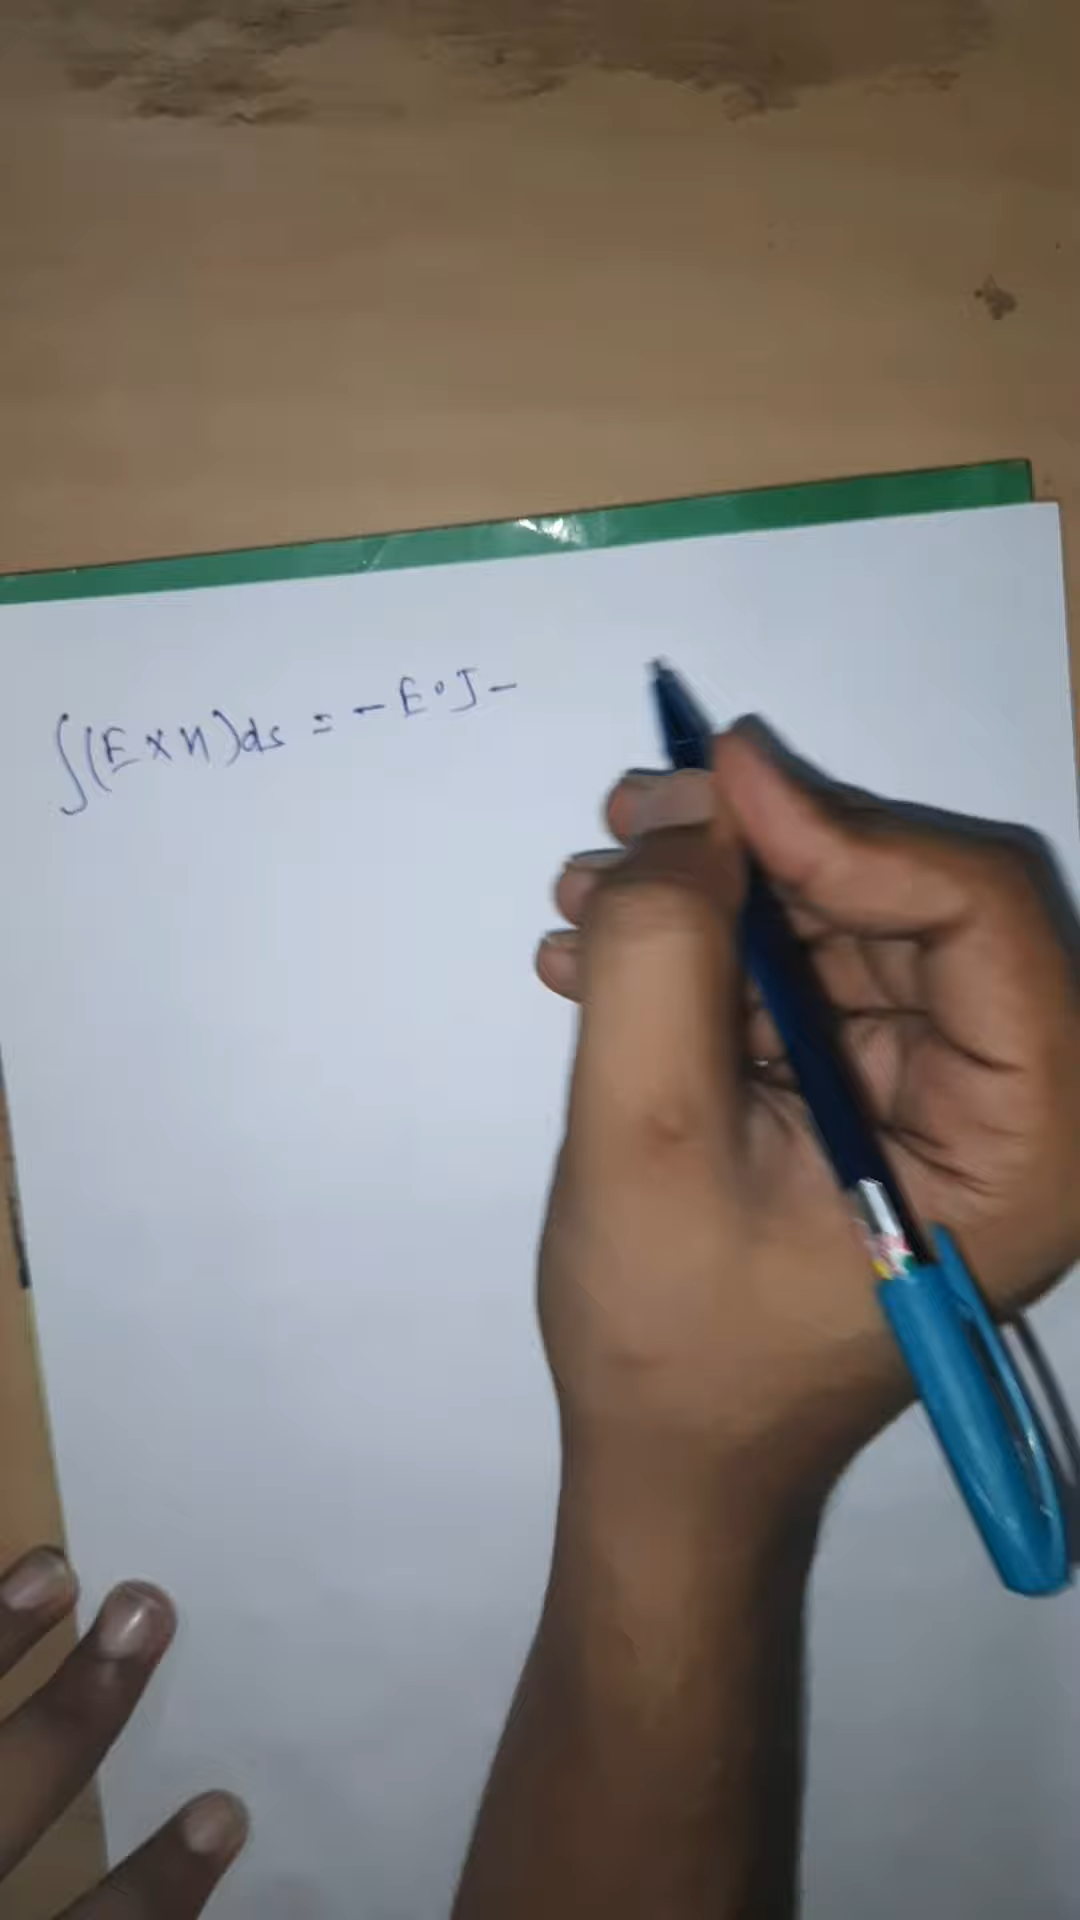 ∫(E×H)ds = -E°J-